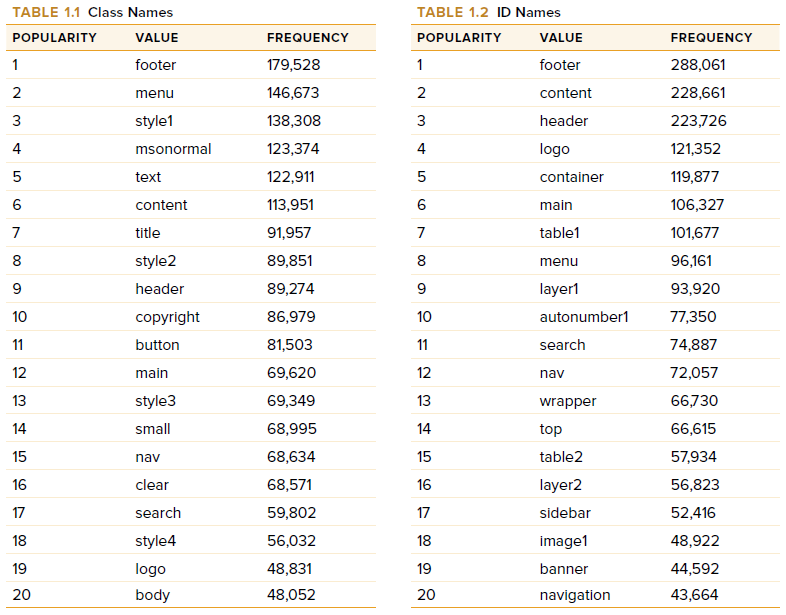 TABLE 1.1 Class Names
POPULARITY VALUE FREQUENCY
1 footer 179,528
2 menu 146,673
3 style1 138,308
4 msonormal 123,374
5 text 122,911
6 content 113,951
7 title 91,957
8 style2 89,851
9 header 89,274
10 copyright 86,979
11 button 81,503
12 main 69,620
13 style3 69,349
14 small 68,995
15 nav 68,634
16 clear 68,571
17 search 59,802
18 style4 56,032
19 logo 48,831
20 body 48,052
TABLE 1.2 ID Names
POPULARITY VALUE FREQUENCY
1 footer 288,061
2 content 228,661
3 header 223,726
4 logo 121,352
5 container 119,877
6 main 106,327
7 table1 101,677
8 menu 96,161
9 layer1 93,920
10 autonumber1 77,350
11 search 74,887
12 nav 72,057
13 wrapper 66,730
14 top 66,615
15 table2 57,934
16 layer2 56,823
17 sidebar 52,416
18 image1 48,922
19 banner 44,592
20 navigation 43,664